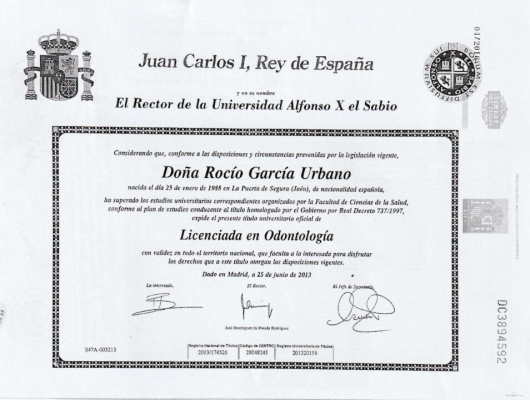 Juan Carlos I, Rey de España
y en su nombre
El Rector de la Universidad Alfonso X el Sabio
Considerando que, conforme a las disposiciones y circunstancias prevenidas por la legislación vigente,
Doña Rocío García Urbano
nacida el día 25 de enero de 1988 en La Puerta de Segura (Jaén), de nacionalidad española,
ha superado los estudios universitarios correspondientes organizados por la Facultad de Ciencias de la Salud,
conforme al plan de estudios conducente al título homologado por el Gobierno por Real Decreto 737/1997,
expide el presente título universitario oficial de
Licenciada en Odontología
con validez en todo el territorio nacional, que faculta a la interesada para disfrutar
los derechos que a este título otorgan las disposiciones vigentes.
Dado en Madrid, a 25 de junio de 2013
La interesada, El Rector, El Jefe de Secretaría,
047A-003213
Registro Nacional de Títulos Código de CENTRO Registro Universitario de Títulos
2013/174526 28048245
DC3894592